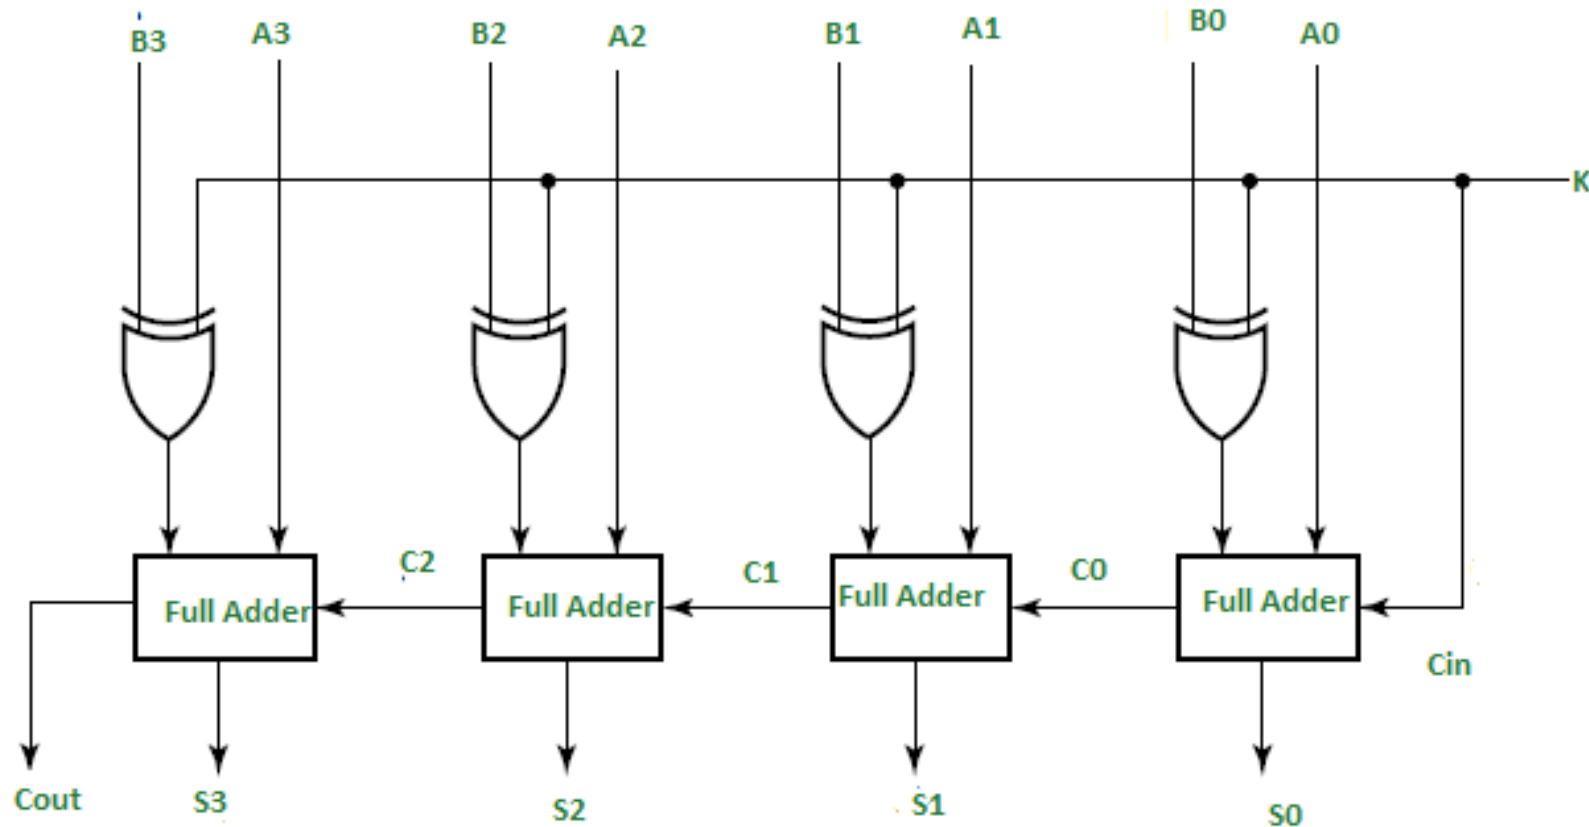 B3 A3 B2 A2 B1 A1 B0 A0
K
C2 C1 C0
Full Adder Full Adder Full Adder Full Adder
Cin
Cout S3 S2 S1 S0